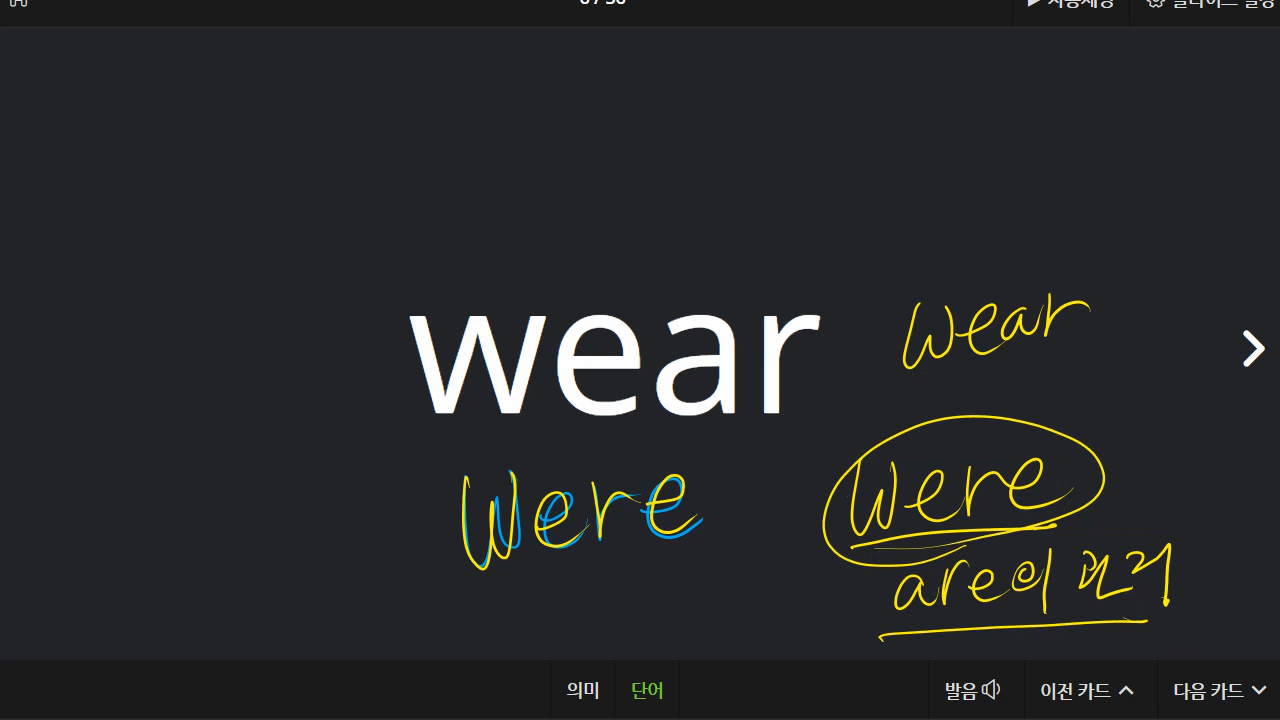 wear
wear
were
were
are의 과거
의미
단어
발음
이전 카드
다음 카드